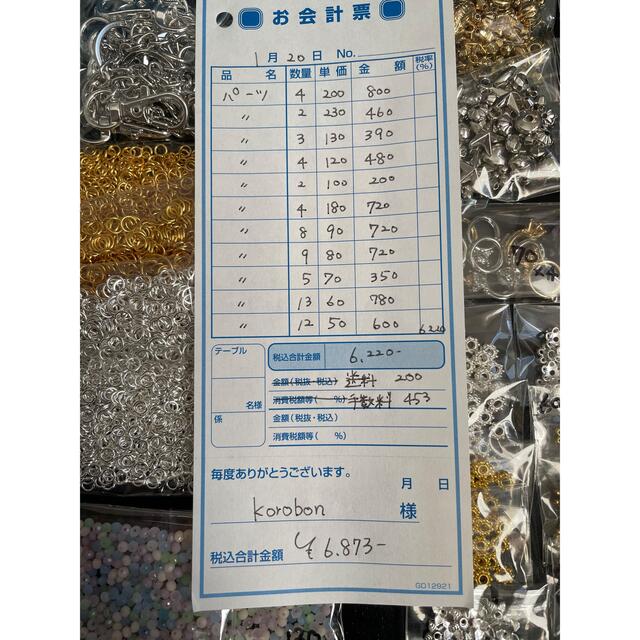 お会計票
1月20日 No.
品 名 数量 単価 金 額 税率(%)
パーツ 4 200 800
〃 2 230 460
〃 3 130 390
〃 4 120 480
〃 2 100 200
〃 4 180 720
〃 8 90 720
〃 9 80 720
〃 5 70 350
〃 13 60 780
〃 12 50 600 6220
テーブル 税込合計金額 6,220-
金額(税抜・税込) 送料 200
名様 消費税額等( %) 手数料 453
係 金額(税抜・税込)
消費税額等( %)
毎度ありがとうございます。 月 日
korobon 様
税込合計金額 ¥6.873-
GD12921
70
×4